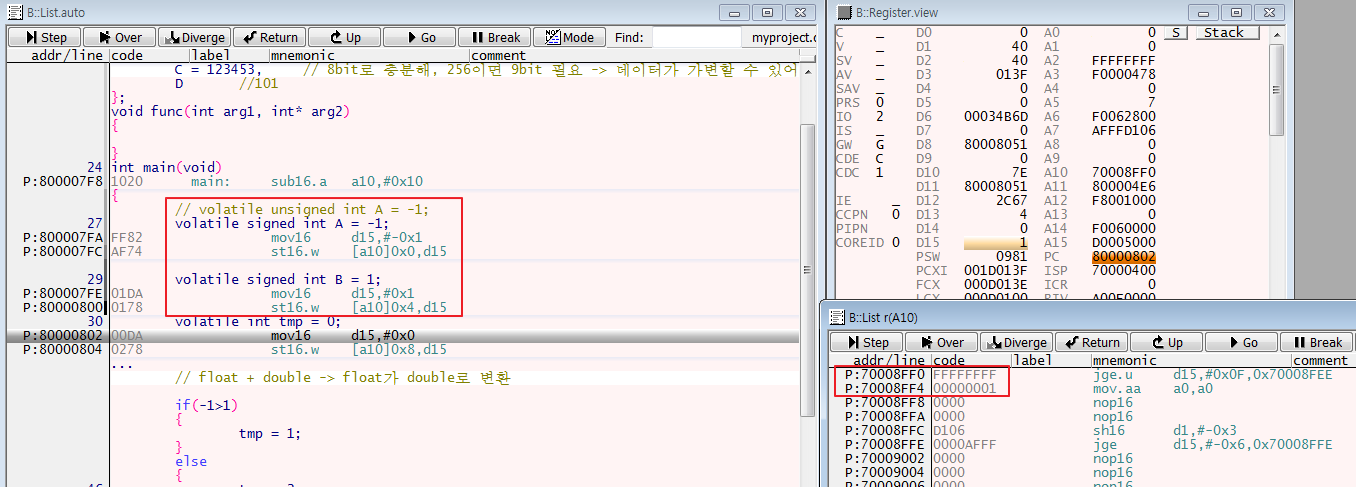 B::List.auto
Step Over Diverge Return Up Go Break Mode Find: myproject.c
addr/line code label mnemonic comment
C = 123453, // 8bit로 충분해, 256이면 9bit 필요 -> 데이터가 가변할 수 있어
D //101
};
void func(int arg1, int* arg2)
{
}
24 int main(void)
P:800007F8 1020 main: sub16.a a10,#0x10
{
// volatile unsigned int A = -1;
27 volatile signed int A = -1;
P:800007FA FF82 mov16 d15,#-0x1
P:800007FC AF74 st16.w [a10]0x0,d15
29 volatile signed int B = 1;
P:800007FE 01DA mov16 d15,#0x1
P:80000800 0178 st16.w [a10]0x4,d15
30 volatile int tmp = 0;
P:80000802 00DA mov16 d15,#0x0
P:80000804 0278 st16.w [a10]0x8,d15
...
// float + double -> float가 double로 변환
if(-1>1)
{
tmp = 1;
}
else
{
B::Register.view
C _ D0 0 A0 0 S Stack
V _ D1 40 A1 0
SV _ D2 40 A2 FFFFFFFF
AV _ D3 013F A3 F0000478
SAV _ D4 0 A4 0
PRS 0 D5 0 A5 7
IO 2 D6 00034B6D A6 F0062800
IS _ D7 0 A7 AFFFD106
GW G D8 80008051 A8 0
CDE C D9 0 A9 0
CDC 1 D10 7E A10 70008FF0
D11 80008051 A11 800004E6
IE _ D12 2C67 A12 F8001000
CCPN 0 D13 4 A13 0
PIPN D14 0 A14 F0060000
COREID 0 D15 1 A15 D0005000
PSW 0981 PC 80000802
PCXI 001D013F ISP 70000400
FCX 000D013E ICR 0
LCX 000D0100 BIV A00F0000
B::List r(A10)
Step Over Diverge Return Up Go Break
addr/line code label mnemonic comment
P:70008FF0 FFFFFFFF jge.u d15,#0x0F,0x70008FEE
P:70008FF4 00000001 mov.aa a0,a0
P:70008FF8 0000 nop16
P:70008FFA 0000 nop16
P:70008FFC D106 sh16 d1,#-0x3
P:70008FFE 0000AFFF jge d15,#-0x6,0x70008FFE
P:70009002 0000 nop16
P:70009004 0000 nop16
P:70009006 0000 nop16